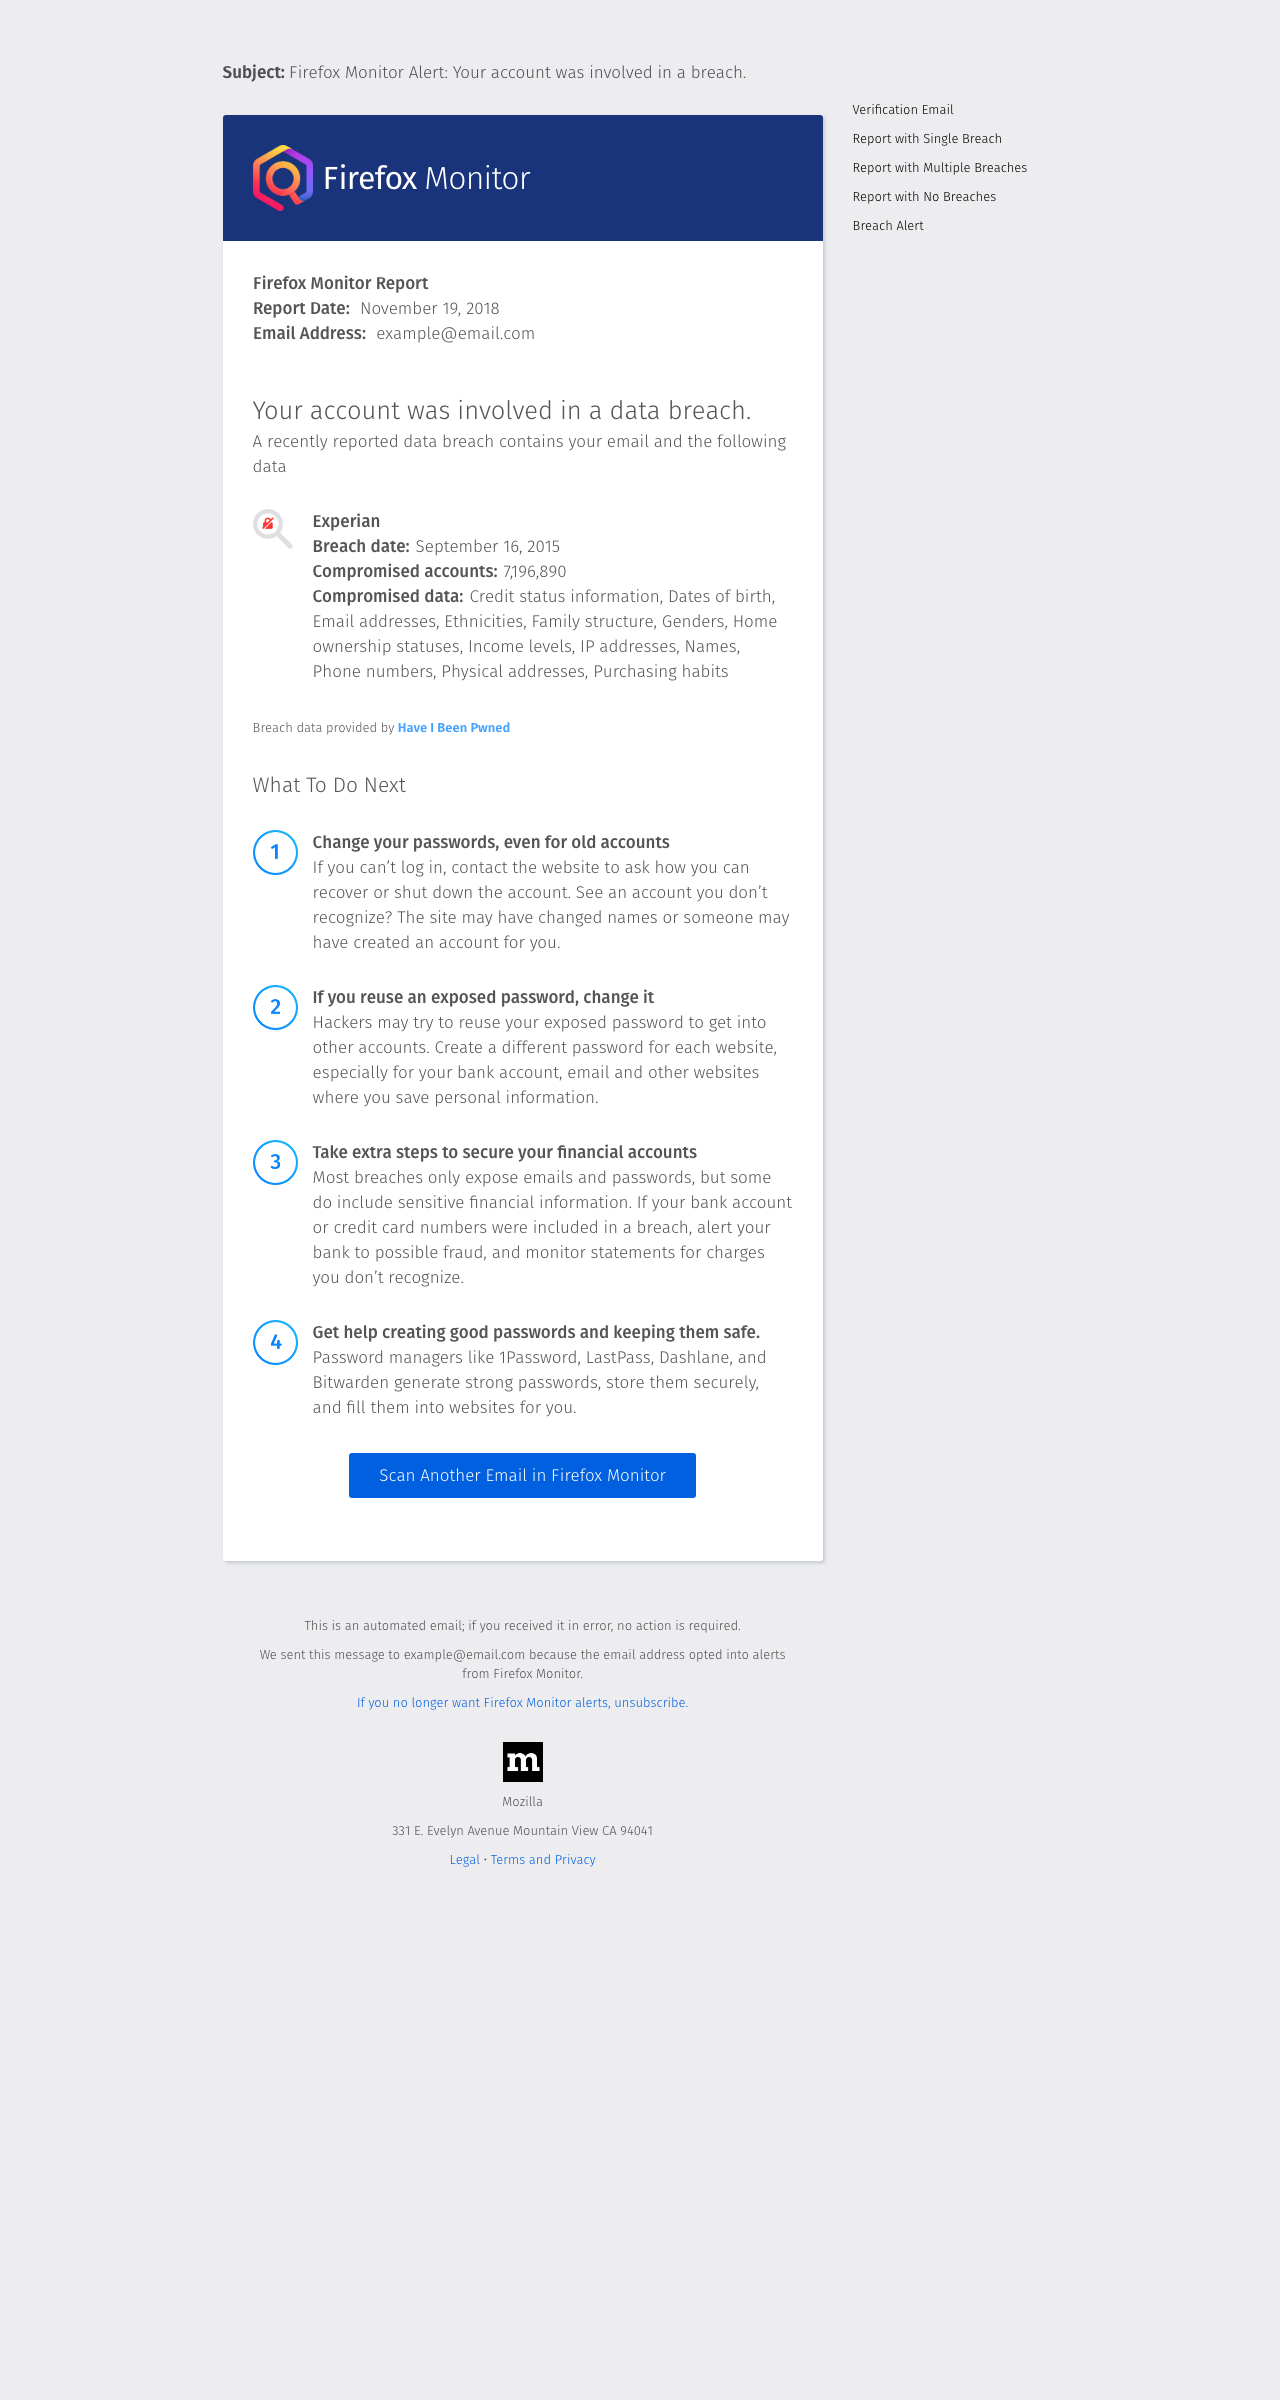 Subject: Firefox Monitor Alert: Your account was involved in a breach.
Verification Email
Report with Single Breach
Report with Multiple Breaches
Report with No Breaches
Breach Alert
Firefox Monitor
Firefox Monitor Report
Report Date: November 19, 2018
Email Address: example@email.com
Your account was involved in a data breach.
A recently reported data breach contains your email and the following
data
Experian
Breach date: September 16, 2015
Compromised accounts: 7,196,890
Compromised data: Credit status information, Dates of birth,
Email addresses, Ethnicities, Family structure, Genders, Home
ownership statuses, Income levels, IP addresses, Names,
Phone numbers, Physical addresses, Purchasing habits
Breach data provided by Have I Been Pwned
What To Do Next
1
Change your passwords, even for old accounts
If you can’t log in, contact the website to ask how you can
recover or shut down the account. See an account you don’t
recognize? The site may have changed names or someone may
have created an account for you.
2
If you reuse an exposed password, change it
Hackers may try to reuse your exposed password to get into
other accounts. Create a different password for each website,
especially for your bank account, email and other websites
where you save personal information.
3
Take extra steps to secure your financial accounts
Most breaches only expose emails and passwords, but some
do include sensitive financial information. If your bank account
or credit card numbers were included in a breach, alert your
bank to possible fraud, and monitor statements for charges
you don’t recognize.
4
Get help creating good passwords and keeping them safe.
Password managers like 1Password, LastPass, Dashlane, and
Bitwarden generate strong passwords, store them securely,
and fill them into websites for you.
Scan Another Email in Firefox Monitor
This is an automated email; if you received it in error, no action is required.
We sent this message to example@email.com because the email address opted into alerts
from Firefox Monitor.
If you no longer want Firefox Monitor alerts, unsubscribe.
m
Mozilla
331 E. Evelyn Avenue Mountain View CA 94041
Legal • Terms and Privacy